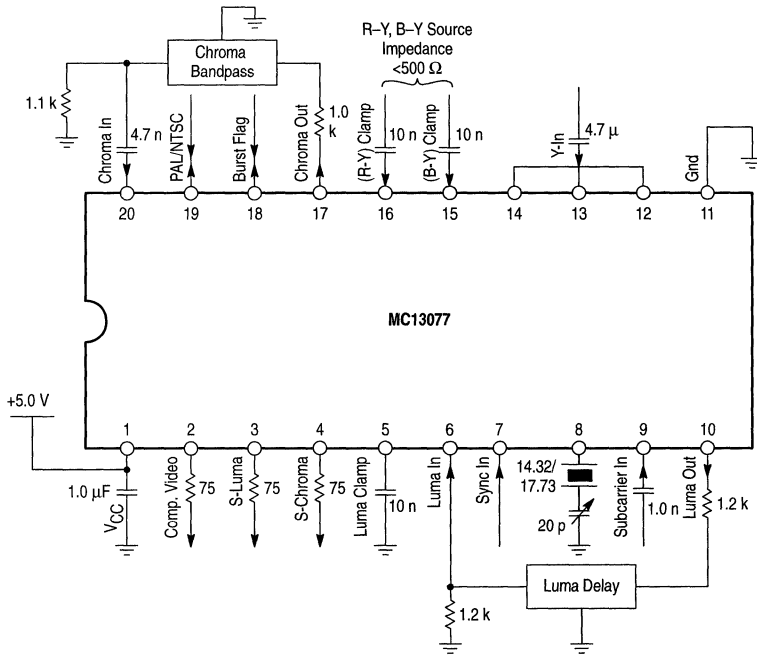 R–Y, B–Y Source
Impedance
<500 Ω
Chroma
Bandpass
1.1 k
Chroma In
4.7 n
PAL/NTSC
Burst Flag
Chroma Out
1.0
k
(R-Y) Clamp
10 n
(B-Y) Clamp
10 n
Y-In
4.7 µ
Gnd
20
19
18
17
16
15
14
13
12
11
MC13077
+5.0 V
1
2
3
4
5
6
7
8
9
10
1.0 µF
VCC
Comp. Video
75
S-Luma
75
S-Chroma
75
Luma Clamp
10 n
Luma In
Sync In
14.32/
17.73
20 p
Subcarrier In
1.0 n
Luma Out
1.2 k
Luma Delay
1.2 k